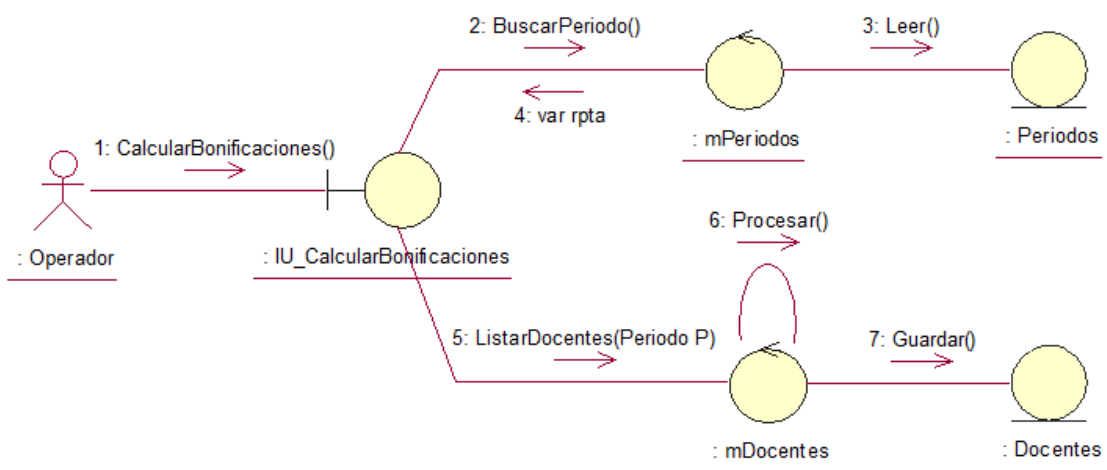 2: BuscarPeriodo()
3: Leer()
4: var rpta
: mPeriodos
: Periodos
1: CalcularBonificaciones()
: Operador
: IU_CalcularBonificaciones
6: Procesar()
5: ListarDocentes(Periodo P)
7: Guardar()
: mDocentes
: Docentes